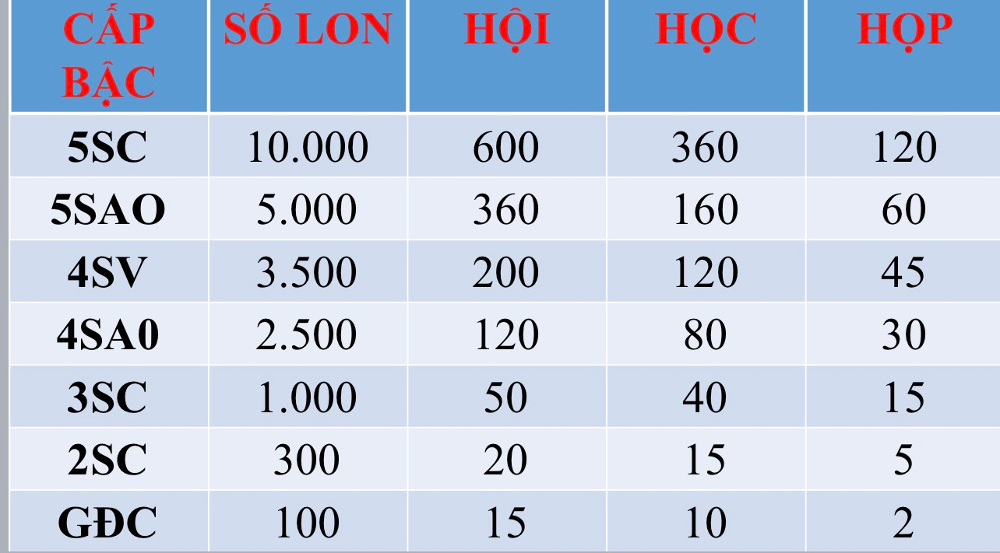 CẤP BẬC SỐ LON HỘI HỌC HỌP
5SC 10.000 600 360 120
5SAO 5.000 360 160 60
4SV 3.500 200 120 45
4SA0 2.500 120 80 30
3SC 1.000 50 40 15
2SC 300 20 15 5
GĐC 100 15 10 2